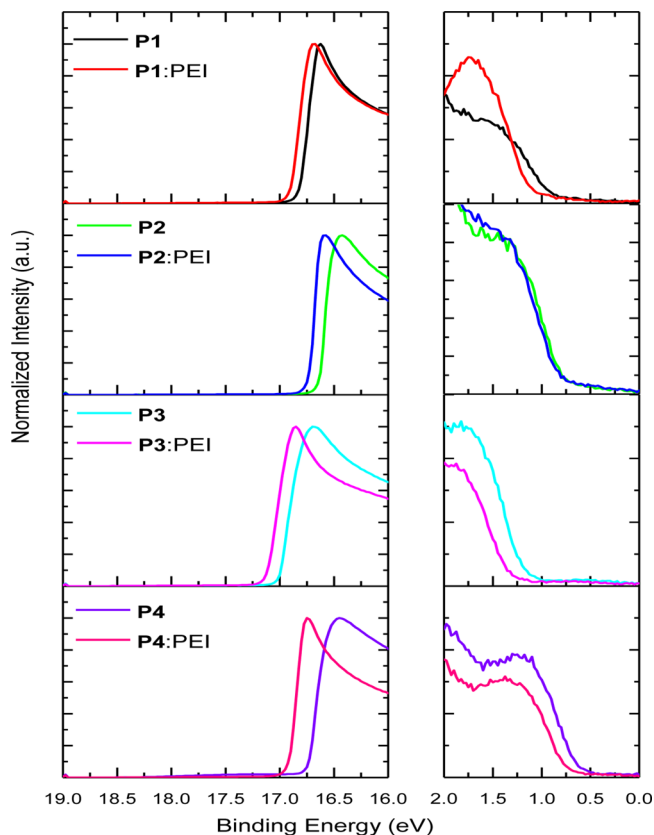 P1
P1:PEI
P2
P2:PEI
P3
P3:PEI
P4
P4:PEI
Normalized Intensity (a.u.)
19.0 18.5 18.0 17.5 17.0 16.5 16.0 2.0 1.5 1.0 0.5 0.0
Binding Energy (eV)